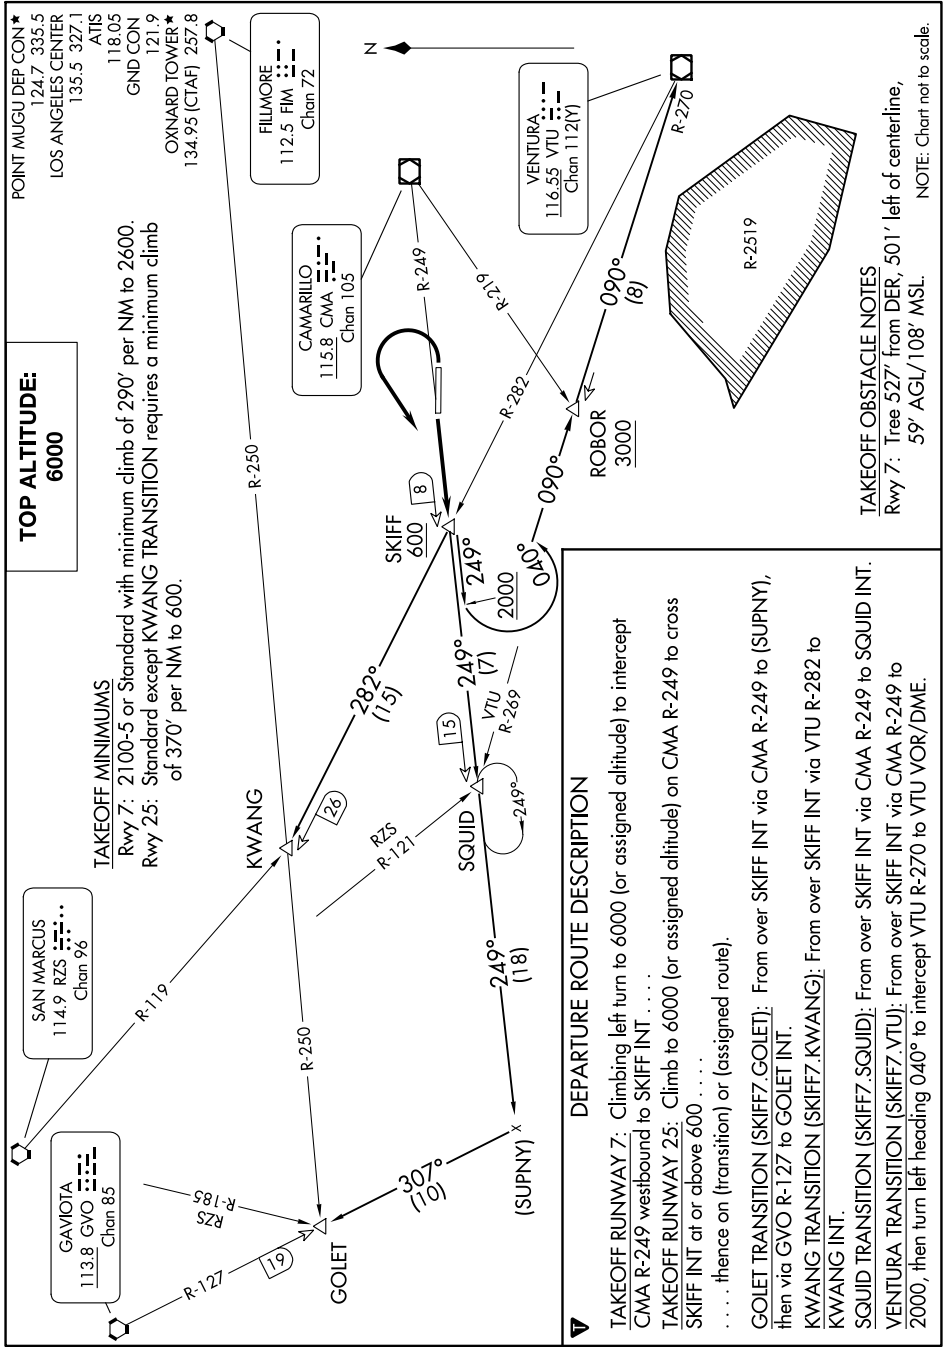 TOP ALTITUDE:
6000
POINT MUGU DEP CON ★
124.7 335.5
LOS ANGELES CENTER
135.5 327.1
ATIS
118.05
GND CON
121.9
OXNARD TOWER ★
134.95 (CTAF) 257.8
TAKEOFF MINIMUMS
Rwy 7: 2100-5 or Standard with minimum climb of 290' per NM to 2600.
Rwy 25: Standard except KWANG TRANSITION requires a minimum climb
of 370' per NM to 600.
SAN MARCUS
114.9 RZS
Chan 96
GAVIOTA
113.8 GVO
Chan 85
FILLMORE
112.5 FIM
Chan 72
CAMARILLO
115.8 CMA
Chan 105
VENTURA
116.55 VTU
Chan 112(Y)
N
R-119
R-250
R-250
KWANG
26
282°
(15)
RZS
R-185
R-127
19
GOLET
307°
(10)
(SUPNY)
249°
(18)
RZS
R-121
SQUID
15
249°
VTU
R-269
249°
(7)
SKIFF
600
8
249°
2000
040°
090°
ROBOR
3000
090°
(8)
R-249
R-219
R-282
R-270
R-2519
TAKEOFF OBSTACLE NOTES
Rwy 7: Tree 527' from DER, 501' left of centerline,
59' AGL/108' MSL.
NOTE: Chart not to scale.
T
DEPARTURE ROUTE DESCRIPTION
TAKEOFF RUNWAY 7: Climbing left turn to 6000 (or assigned altitude) to intercept
CMA R-249 westbound to SKIFF INT . . . .
TAKEOFF RUNWAY 25: Climb to 6000 (or assigned altitude) on CMA R-249 to cross
SKIFF INT at or above 600 . . . .
. . . . thence on (transition) or (assigned route).
GOLET TRANSITION (SKIFF7.GOLET): From over SKIFF INT via CMA R-249 to (SUPNY),
then via GVO R-127 to GOLET INT.
KWANG TRANSITION (SKIFF7.KWANG): From over SKIFF INT via VTU R-282 to
KWANG INT.
SQUID TRANSITION (SKIFF7.SQUID): From over SKIFF INT via CMA R-249 to SQUID INT.
VENTURA TRANSITION (SKIFF7.VTU): From over SKIFF INT via CMA R-249 to
2000, then turn left heading 040° to intercept VTU R-270 to VTU VOR/DME.